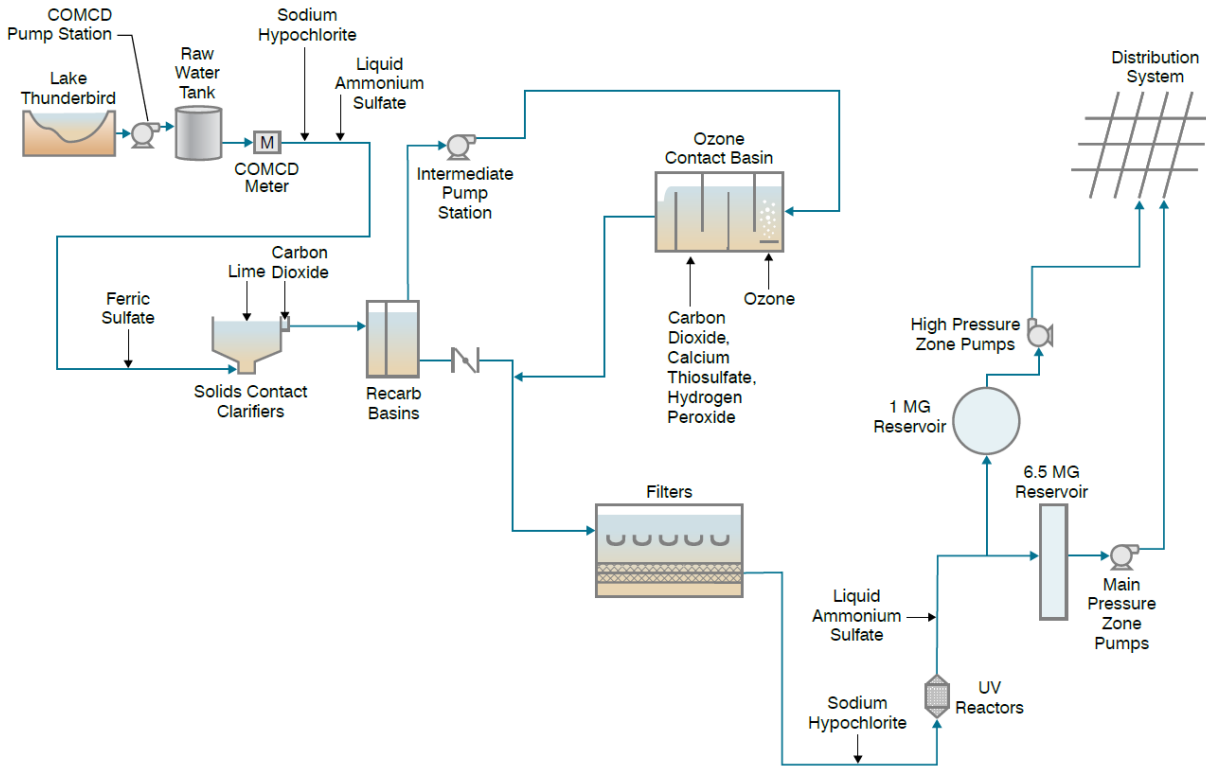 COMCD
Pump Station
Lake
Thunderbird
Raw
Water
Tank
M
COMCD
Meter
Sodium
Hypochlorite
Liquid
Ammonium
Sulfate
Intermediate
Pump
Station
Ozone
Contact Basin
Ozone
Carbon
Dioxide,
Calcium
Thiosulfate,
Hydrogen
Peroxide
Distribution
System
Ferric
Sulfate
Lime
Carbon
Dioxide
Solids Contact
Clarifiers
Recarb
Basins
High Pressure
Zone Pumps
1 MG
Reservoir
6.5 MG
Reservoir
Main
Pressure
Zone
Pumps
Filters
Liquid
Ammonium
Sulfate
Sodium
Hypochlorite
UV
Reactors